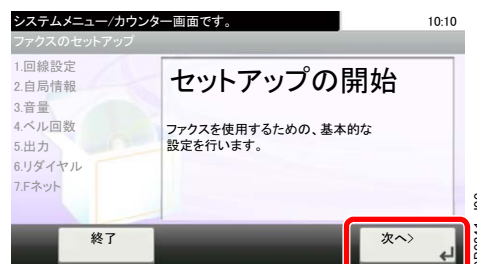 システムメニュー/カウンター画面です。
10:10
ファクスのセットアップ
1.回線設定
2.自局情報
3.音量
4.ベル回数
5.出力
6.リダイヤル
7.Fネット
セットアップの開始
ファクスを使用するための、基本的な
設定を行います。
終了
次へ>